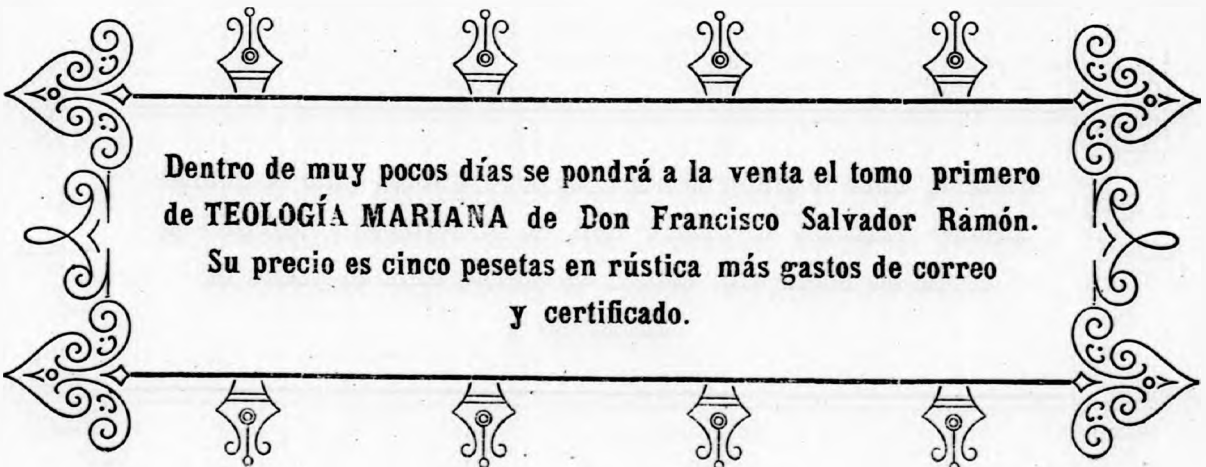 Dentro de muy pocos días se pondrá a la venta el tomo primero
de TEOLOGÍA MARIANA de Don Francisco Salvador Ramón.
Su precio es cinco pesetas en rústica más gastos de correo
y certificado.